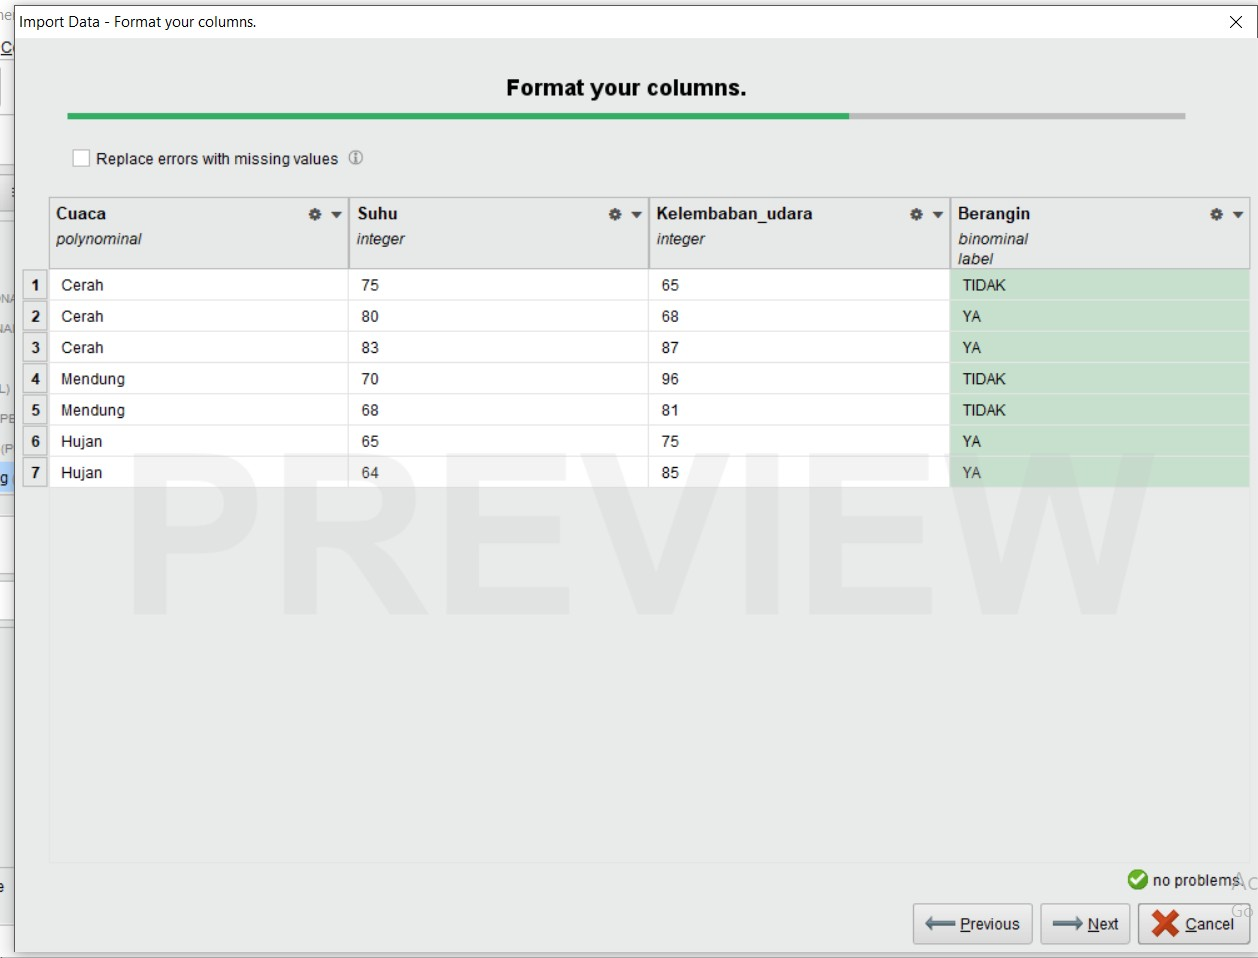 Import Data - Format your columns.
Format your columns.
Replace errors with missing values
Cuaca Suhu Kelembaban_udara Berangin
polynominal integer integer binominal
label
1 Cerah 75 65 TIDAK
2 Cerah 80 68 YA
3 Cerah 83 87 YA
4 Mendung 70 96 TIDAK
5 Mendung 68 81 TIDAK
6 Hujan 65 75 YA
7 Hujan 64 85 YA
PREVIEW
no problems.
Previous Next Cancel
Go